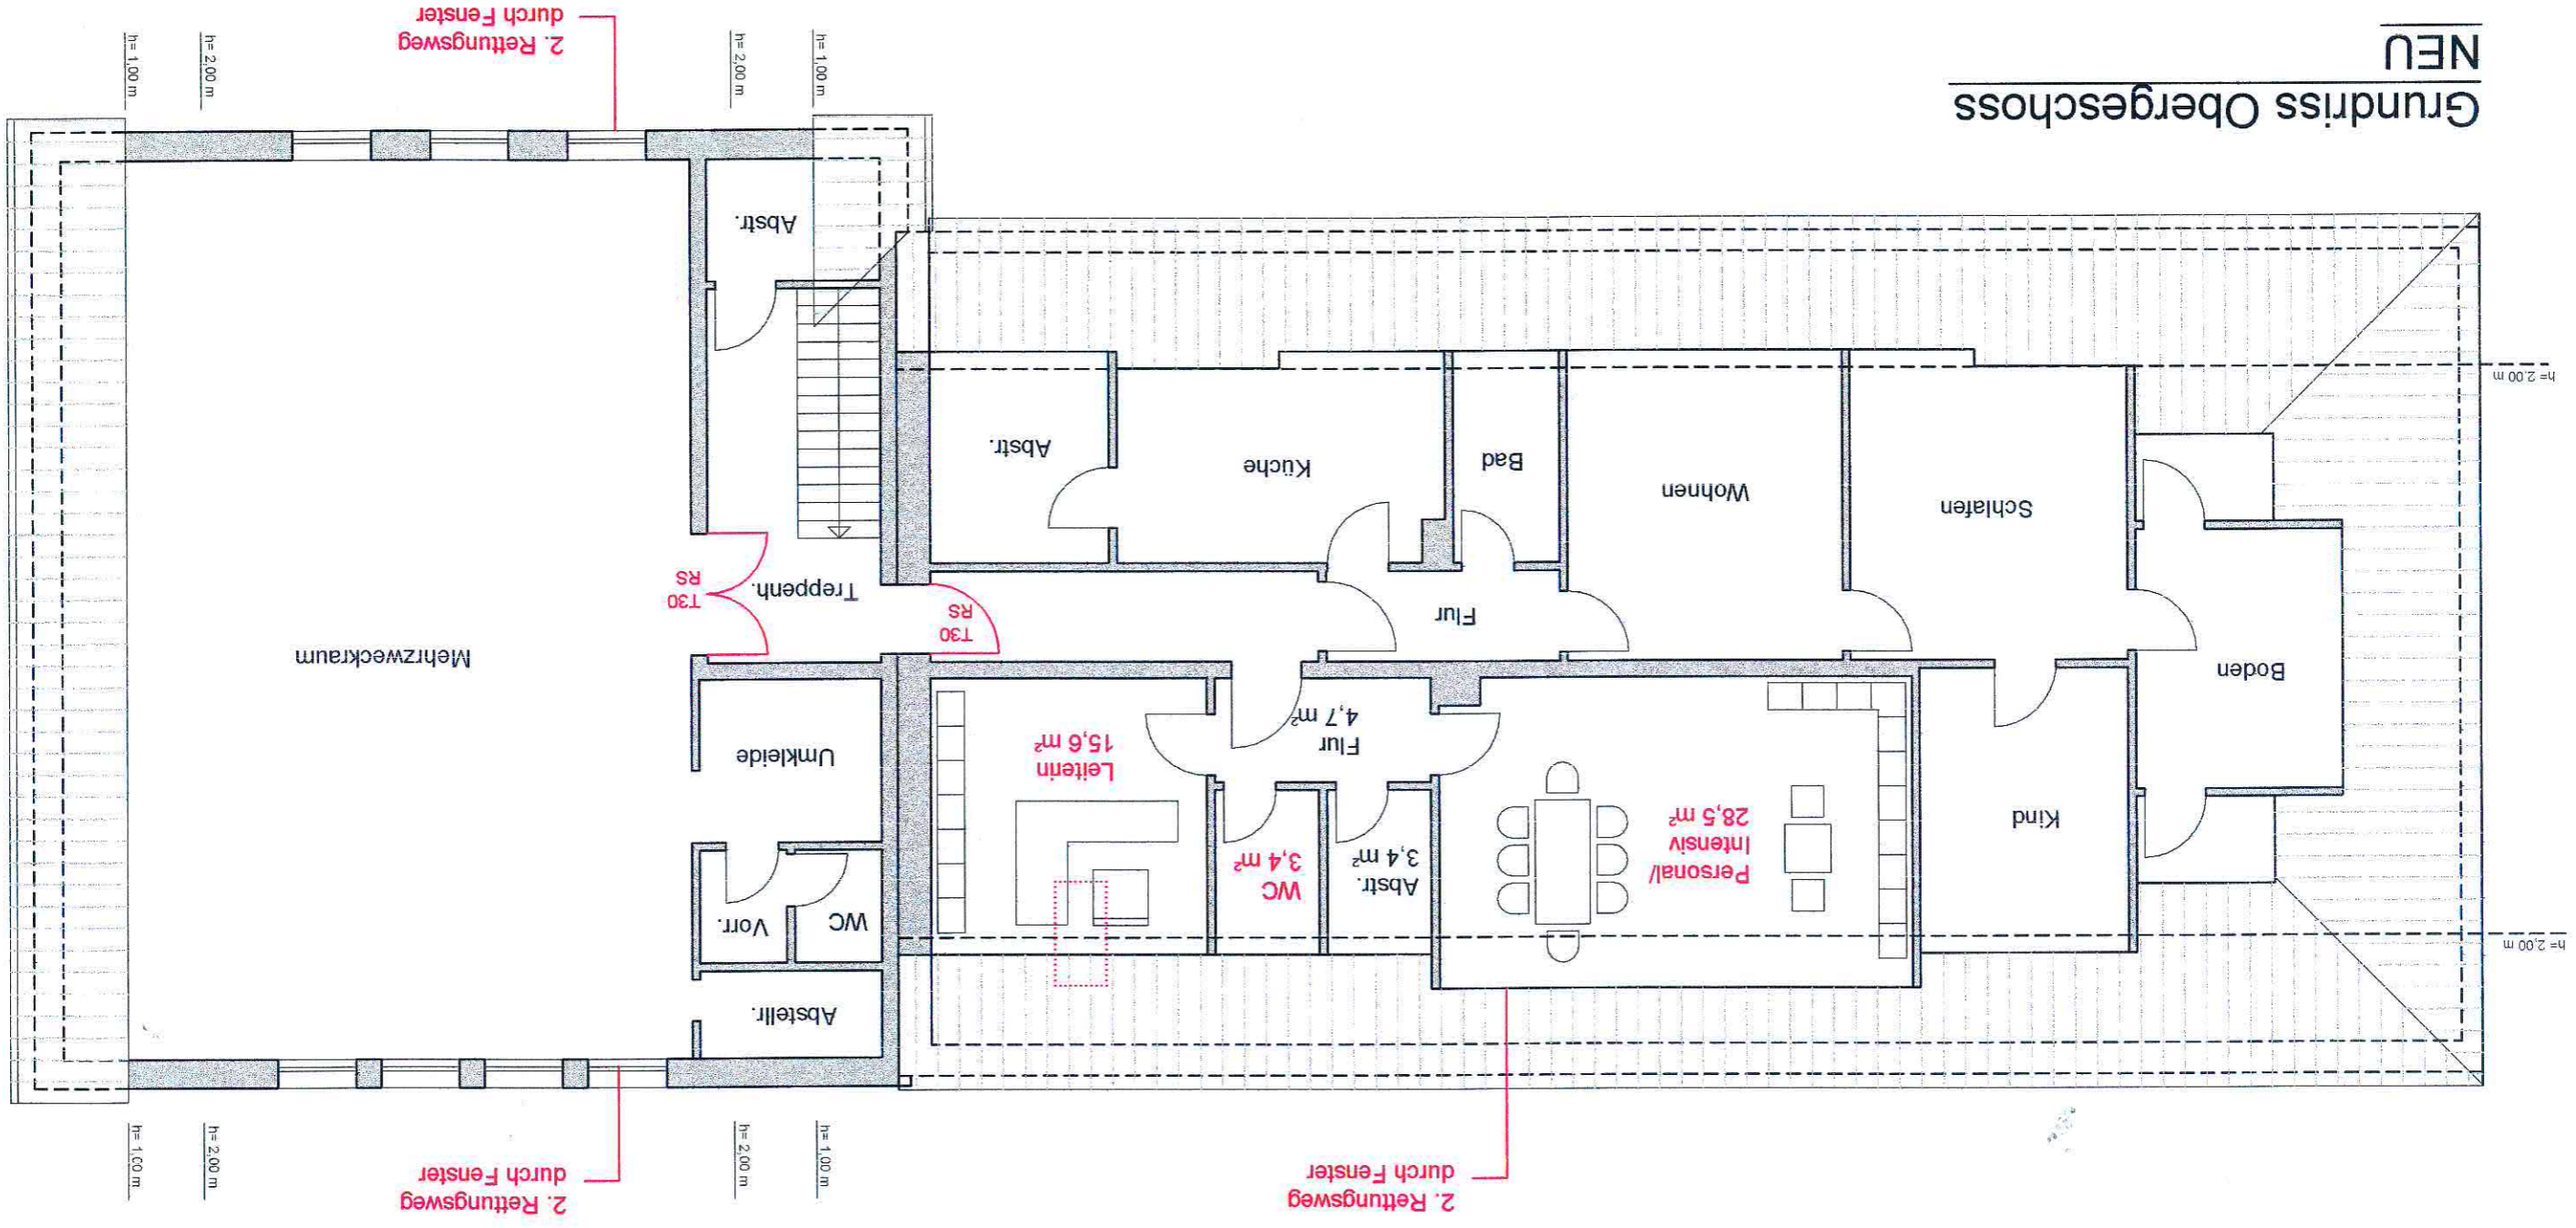 2. Rettungsweg
durch Fenster
2. Rettungsweg
durch Fenster
h= 1,00 m
h= 2,00 m
h= 2,00 m
h= 1,00 m
h= 2,00 m
Abstellr.
WC
Vorr.
Umkleide
Mehrzweckraum
T30
RS
Treppenh.
T30
RS
Abstr.
Personal/
Intensiv
28,5 m²
Abstr.
3,4 m²
WC
3,4 m²
Flur
4,7 m²
Leiterin
15,6 m²
Kind
Boden
Flur
Schlafen
Wohnen
Bad
Küche
Abstr.
h= 2,00 m
h= 1,00 m
h= 2,00 m
h= 2,00 m
h= 1,00 m
2. Rettungsweg
durch Fenster
Grundriss Obergeschoss
NEU